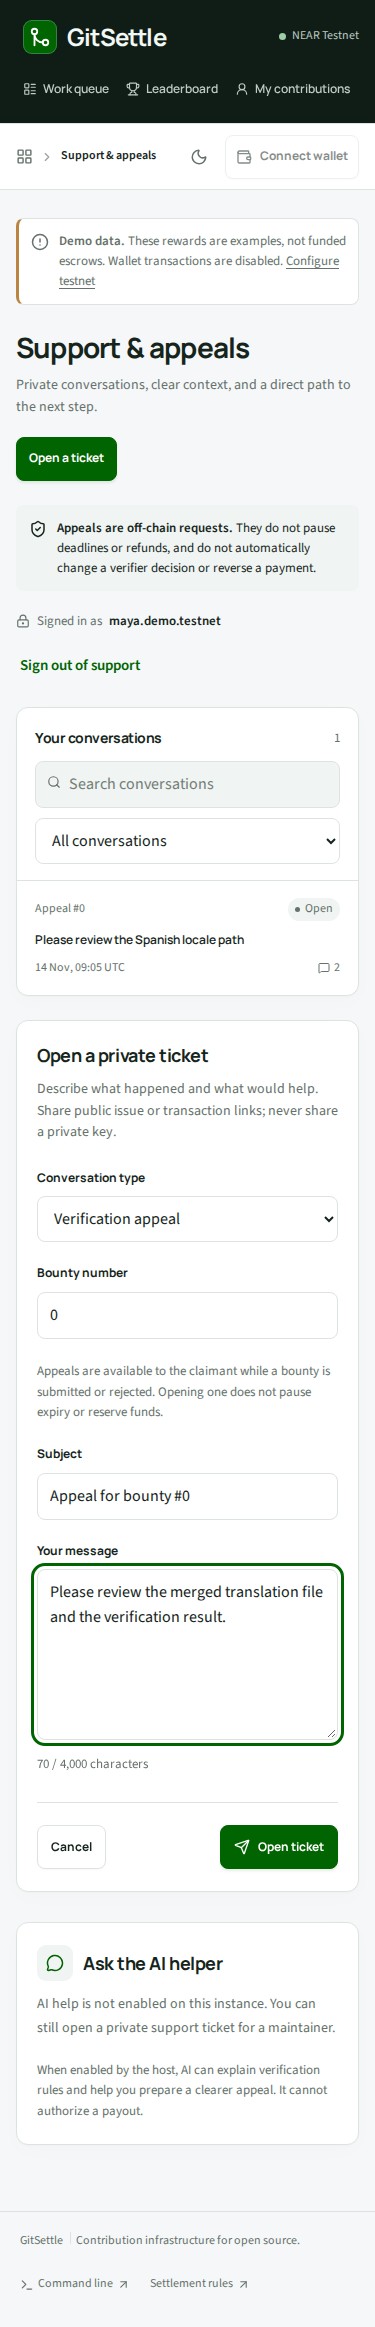 GitSettle
NEAR Testnet
Work queue
Leaderboard
My contributions
Support & appeals
Connect wallet
Demo data. These rewards are examples, not funded
escrows. Wallet transactions are disabled. Configure
testnet
Support & appeals
Private conversations, clear context, and a direct path to
the next step.
Open a ticket
Appeals are off-chain requests. They do not pause
deadlines or refunds, and do not automatically
change a verifier decision or reverse a payment.
Signed in as maya.demo.testnet
Sign out of support
Your conversations 1
Search conversations
All conversations
Appeal #0 Open
Please review the Spanish locale path
14 Nov, 09:05 UTC 2
Open a private ticket
Describe what happened and what would help.
Share public issue or transaction links; never share
a private key.
Conversation type
Verification appeal
Bounty number
0
Appeals are available to the claimant while a bounty is
submitted or rejected. Opening one does not pause
expiry or reserve funds.
Subject
Appeal for bounty #0
Your message
Please review the merged translation file
and the verification result.
70 / 4,000 characters
Cancel
Open ticket
Ask the AI helper
AI help is not enabled on this instance. You can
still open a private support ticket for a maintainer.
When enabled by the host, AI can explain verification
rules and help you prepare a clearer appeal. It cannot
authorize a payout.
GitSettle Contribution infrastructure for open source.
Command line
Settlement rules